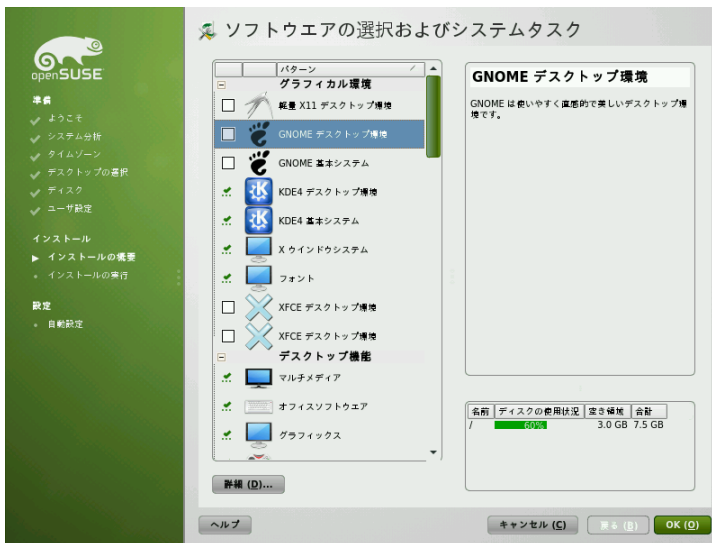 openSUSE
準備
ようこそ
システム分析
タイムゾーン
デスクトップの選択
ディスク
ユーザ設定
インストール
インストールの概要
インストールの実行
設定
自動設定
ソフトウエアの選択およびシステムタスク
パターン
グラフィカル環境
軽量 X11 デスクトップ環境
GNOME デスクトップ環境
GNOME 基本システム
KDE4 デスクトップ環境
KDE4 基本システム
X ウインドウシステム
フォント
XFCE デスクトップ環境
XFCE デスクトップ環境
デスクトップ機能
マルチメディア
オフィスソフトウエア
グラフィックス
詳細 (D)...
GNOME デスクトップ環境
GNOME は使いやすく直感的で美しいデスクトップ環
境です。
名前 ディスクの使用状況 空き領域 合計
/ 60% 3.0 GB 7.5 GB
ヘルプ
キャンセル (C)
戻る (B)
OK (O)